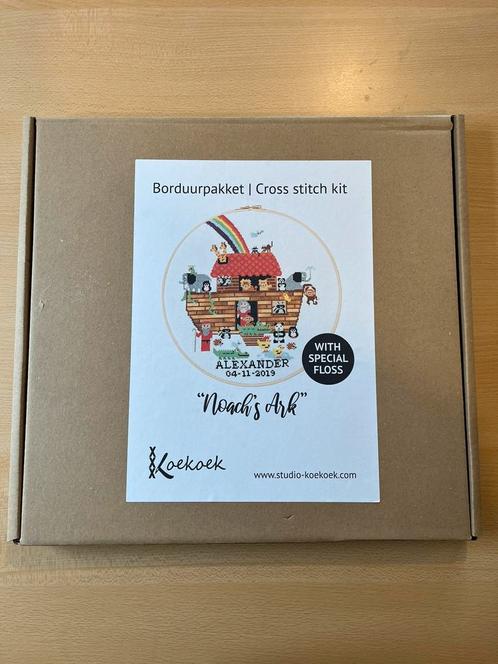 Borduurpakket | Cross stitch kit
ALEXANDER
04-11-2019
WITH
SPECIAL
FLOSS
"Noach's Ark"
Koekoek
www.studio-koekoek.com